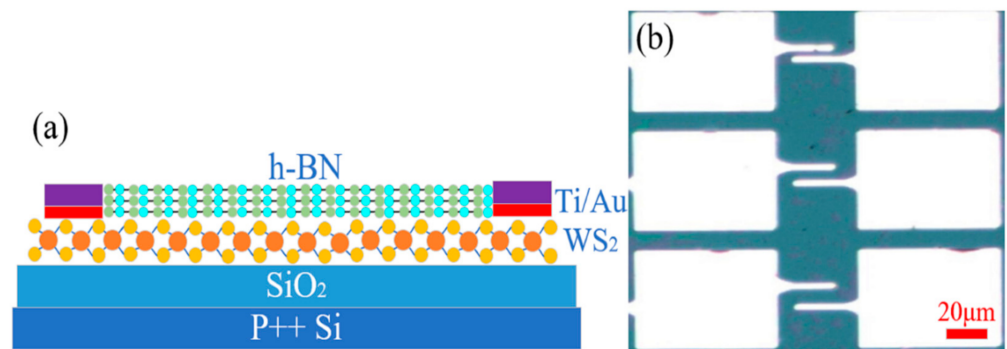 (a)
h-BN
Ti/Au
WS₂
SiO₂
P++ Si
(b)
20μm